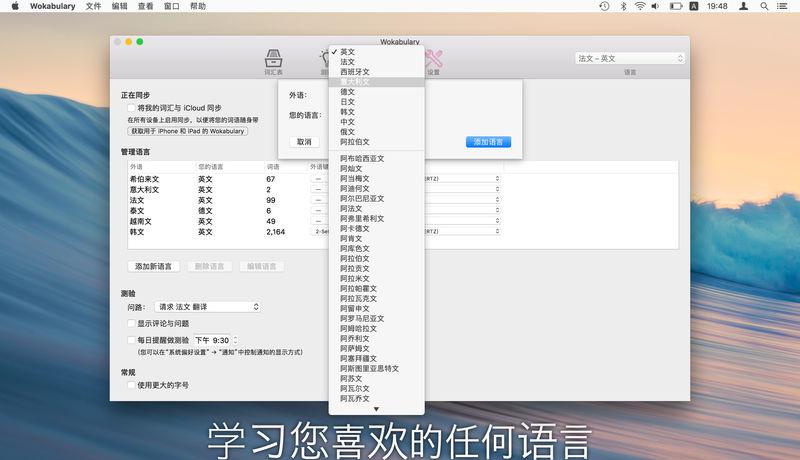 Wokabulary 文件 编辑 查看 窗口 帮助 19:48
Wokabulary
词汇表
设置
法文 – 英文
语言
正在同步
将我的词汇与 iCloud 同步
在所有设备上启用同步，以便将您的词语随身带
获取用于 iPhone 和 iPad 的 Wokabulary
外语：
您的语言：
取消
添加语言
✓ 英文
法文
西班牙文
意大利文
德文
日文
韩文
中文
俄文
阿拉伯文
阿布哈西亚文
阿灿文
阿当梅文
阿迪何文
阿尔巴尼亚文
阿法文
阿弗里希利文
阿卡德文
阿肯文
阿库色文
阿拉伯文
阿拉贡文
阿拉米文
阿拉帕霍文
阿拉瓦克文
阿留申文
阿罗马尼亚文
阿姆哈拉文
阿乔利文
阿萨姆文
阿塞拜疆文
阿斯图里亚思特文
阿苏文
阿瓦尔文
阿瓦乔文
管理语言
外语 您的语言 词语 外语键
希伯来文 英文 67
意大利文 英文 2
法文 英文 99
泰文 德文 6
越南文 英文 49
韩文 英文 2,164 2-Set
添加新语言 删除语言 编辑语言
测验
问路： 请求 法文 翻译
显示评论与问题
每日提醒做测验 下午 9:30
（您可以在“系统偏好设置” → “通知”中控制通知的显示方式）
常规
使用更大的字号
学习您喜欢的任何语言